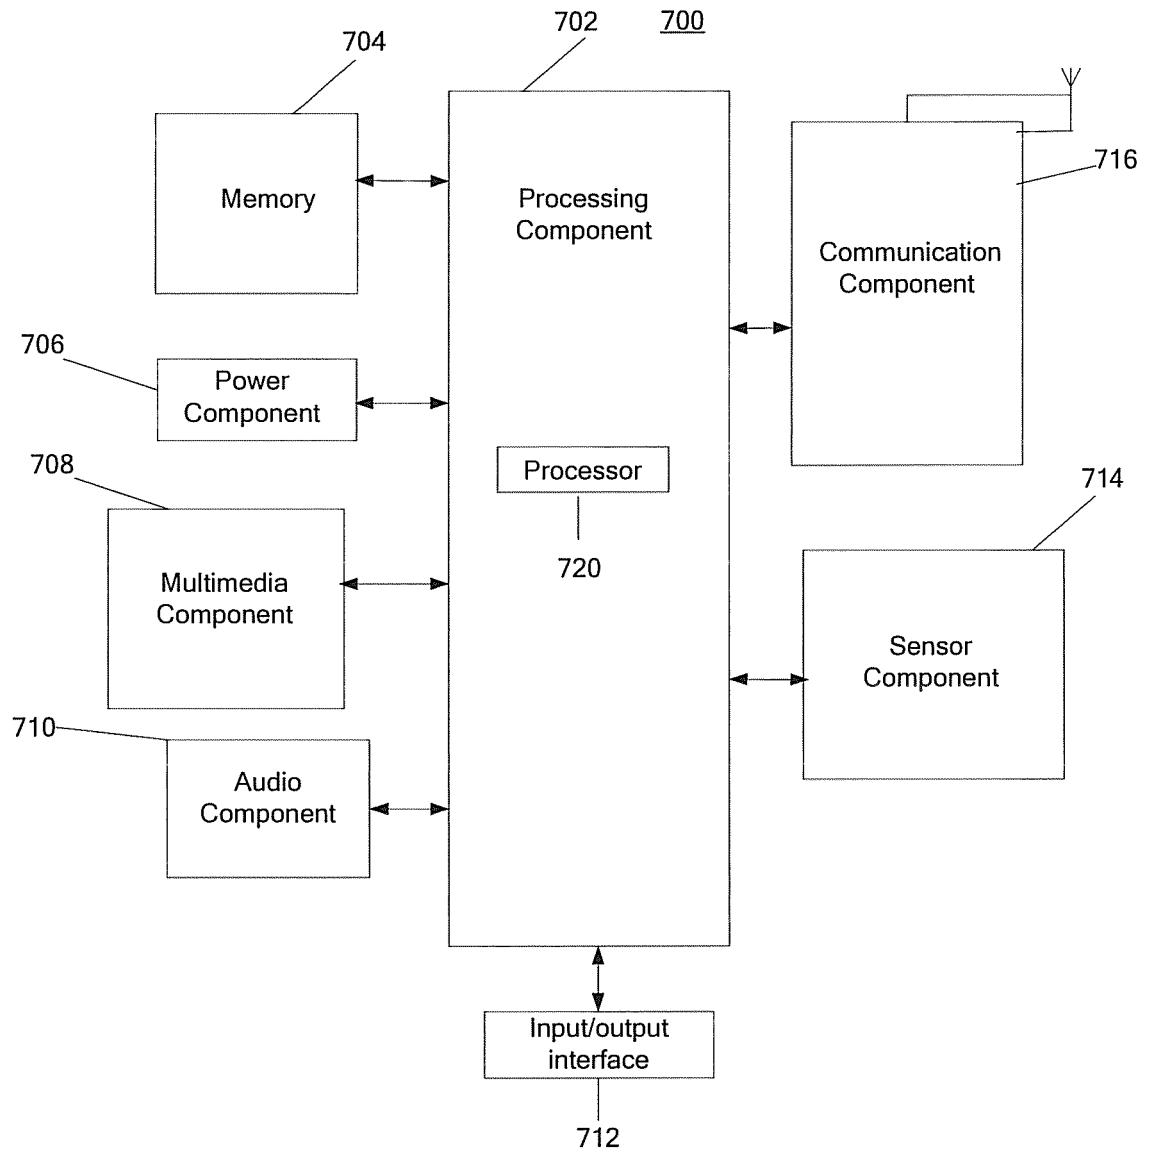 700
702
704
Memory
Processing
Component
716
Communication
Component
706
Power
Component
708
Processor
720
714
Multimedia
Component
Sensor
Component
710
Audio
Component
Input/output
interface
712